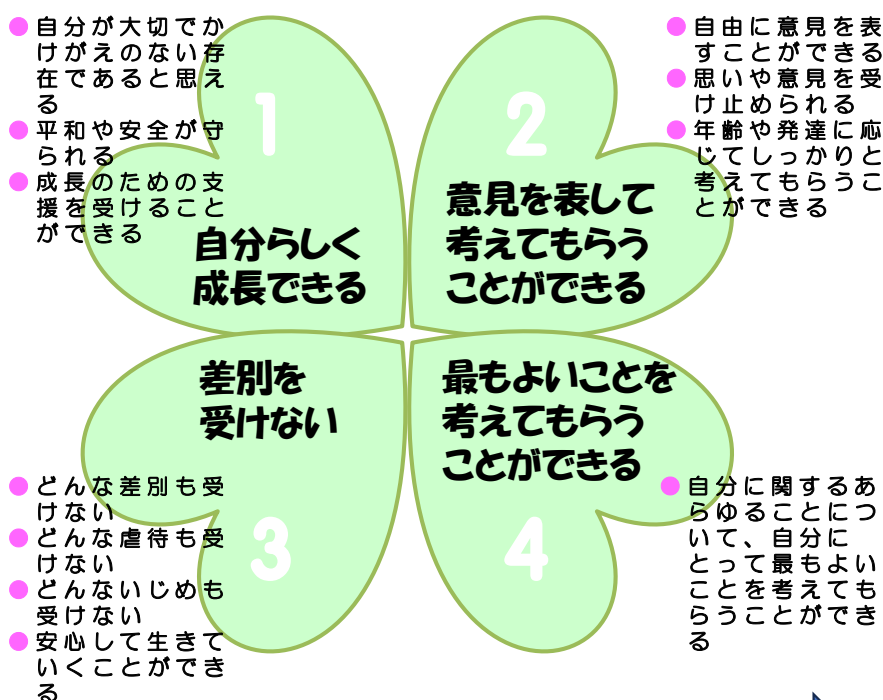 ●自分が大切でか
けがえのない存
在であると思え
る
●平和や安全が守
られる
●成長のための支
援を受けること
ができる
1
自分らしく
成長できる
2
意見を表して
考えてもらう
ことができる
●自由に意見を表
すことができる
●思いや意見を受
け止められる
●年齢や発達に応
じてしっかりと
考えてもらうこ
とができる
差別を
受けない
3
●どんな差別も受
けない
●どんな虐待も受
けない
●どんないじめも
受けない
●安心して生きて
いくことができ
る
最もよいことを
考えてもらう
ことができる
4
●自分に関するあ
らゆることにつ
いて、自分に
とって最もよい
ことを考えても
らうことができ
る